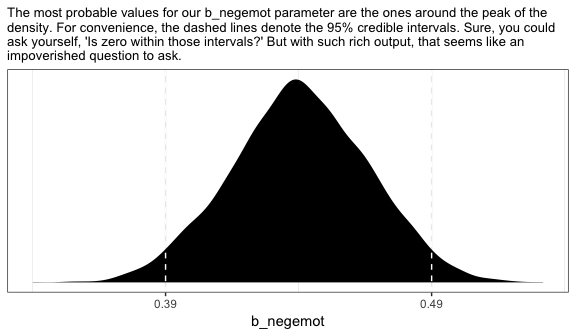 The most probable values for our b_negemot parameter are the ones around the peak of the
density. For convenience, the dashed lines denote the 95% credible intervals. Sure, you could
ask yourself, 'Is zero within those intervals?' But with such rich output, that seems like an
impoverished question to ask.
0.39 0.49
b_negemot